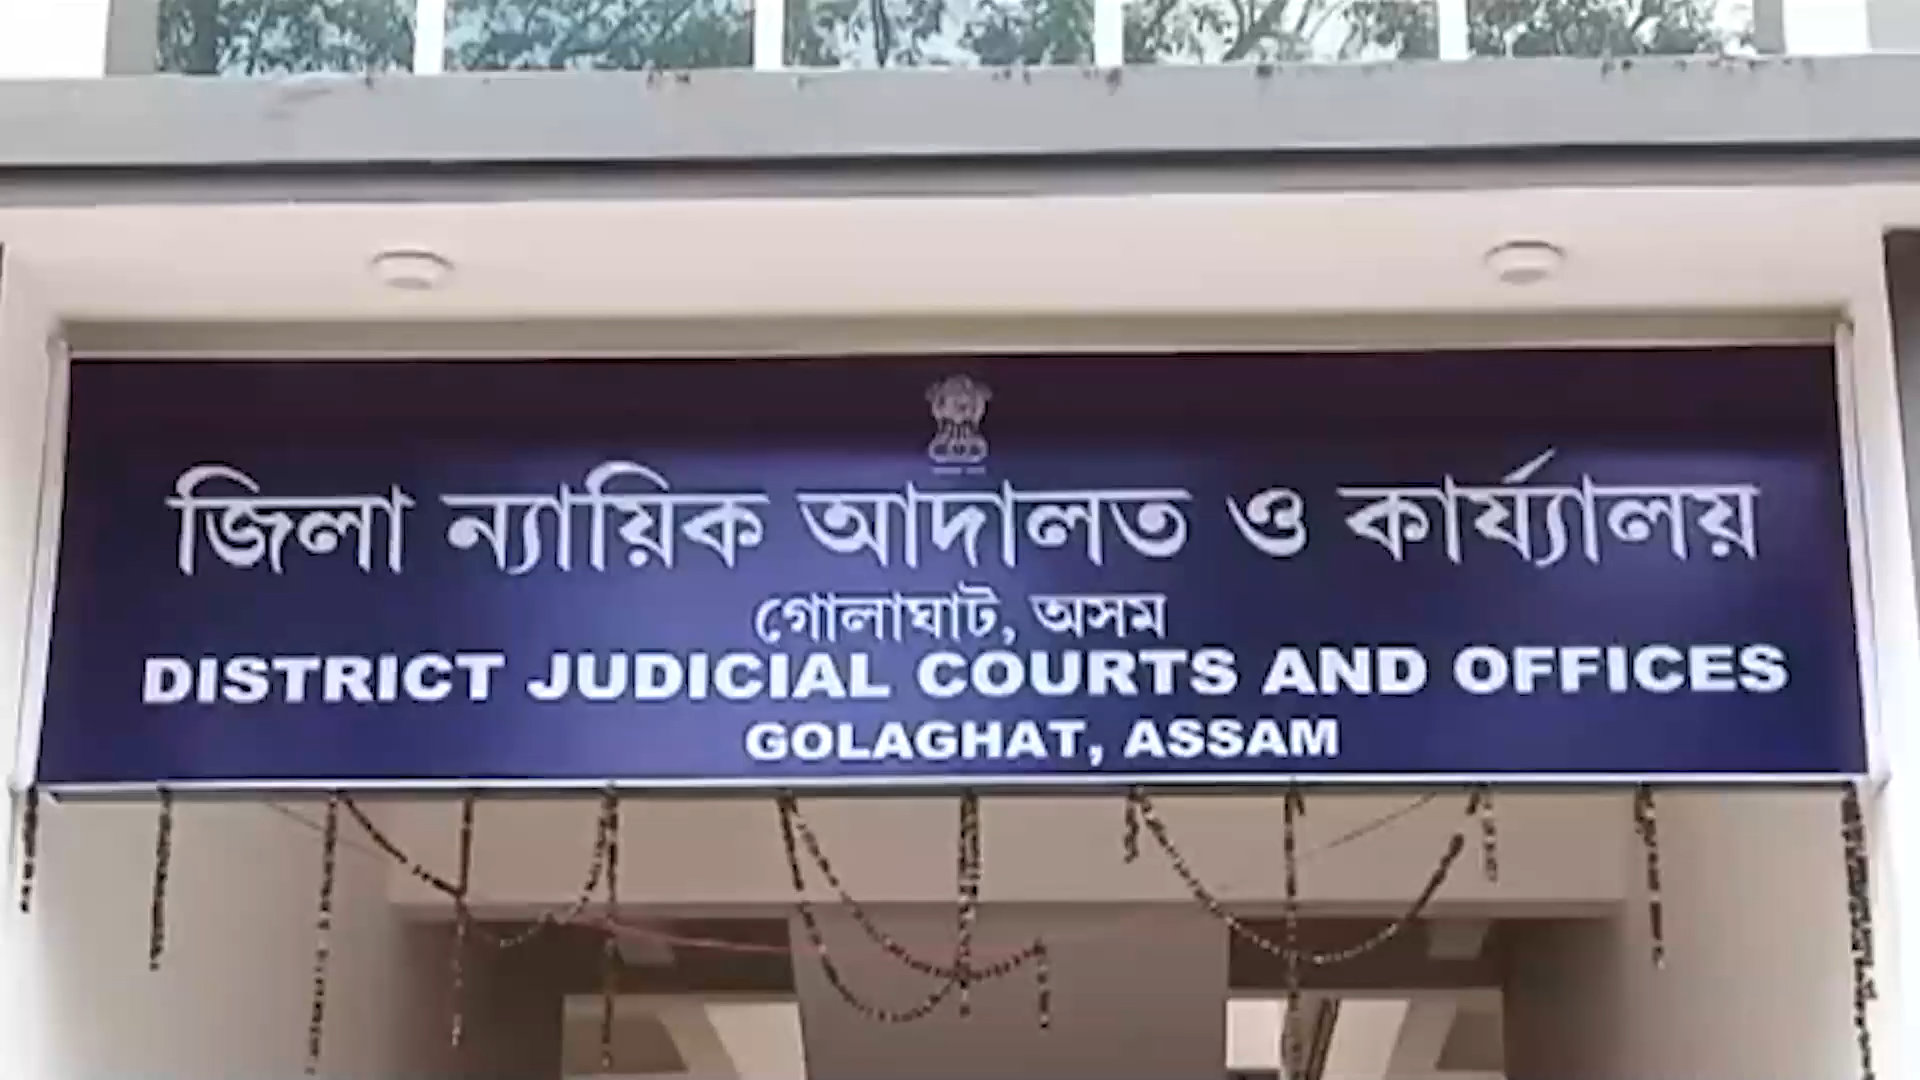 জিলা ন্যায়িক আদালত ও কাৰ্য্যালয়
গোলাঘাট, অসম
DISTRICT JUDICIAL COURTS AND OFFICES
GOLAGHAT, ASSAM